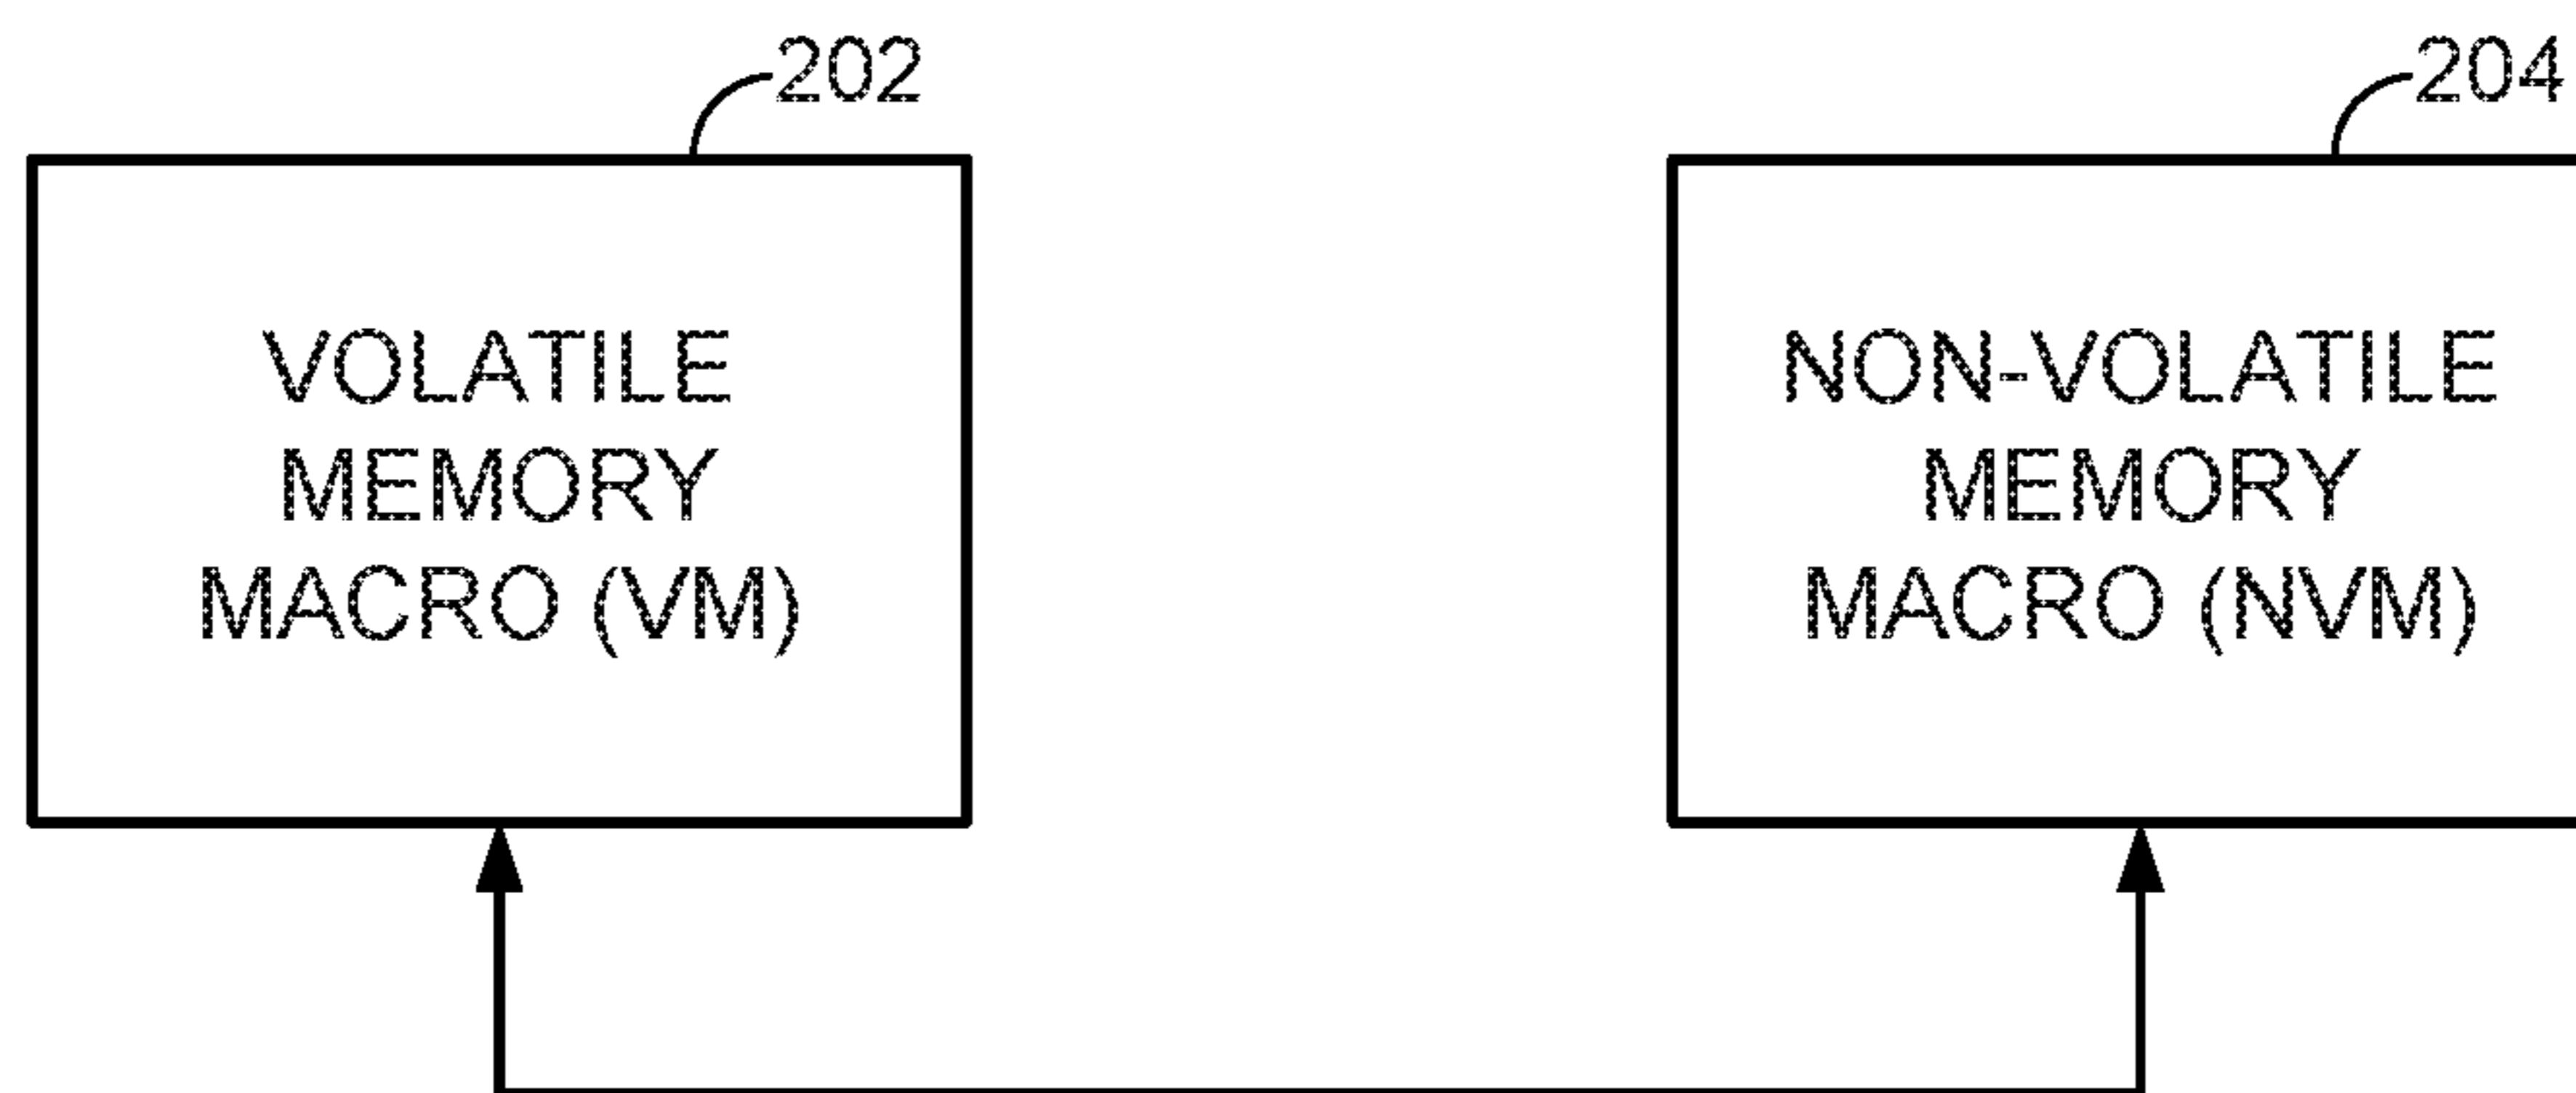 202
204
VOLATILE
MEMORY
MACRO (VM)
NON-VOLATILE
MEMORY
MACRO (NVM)